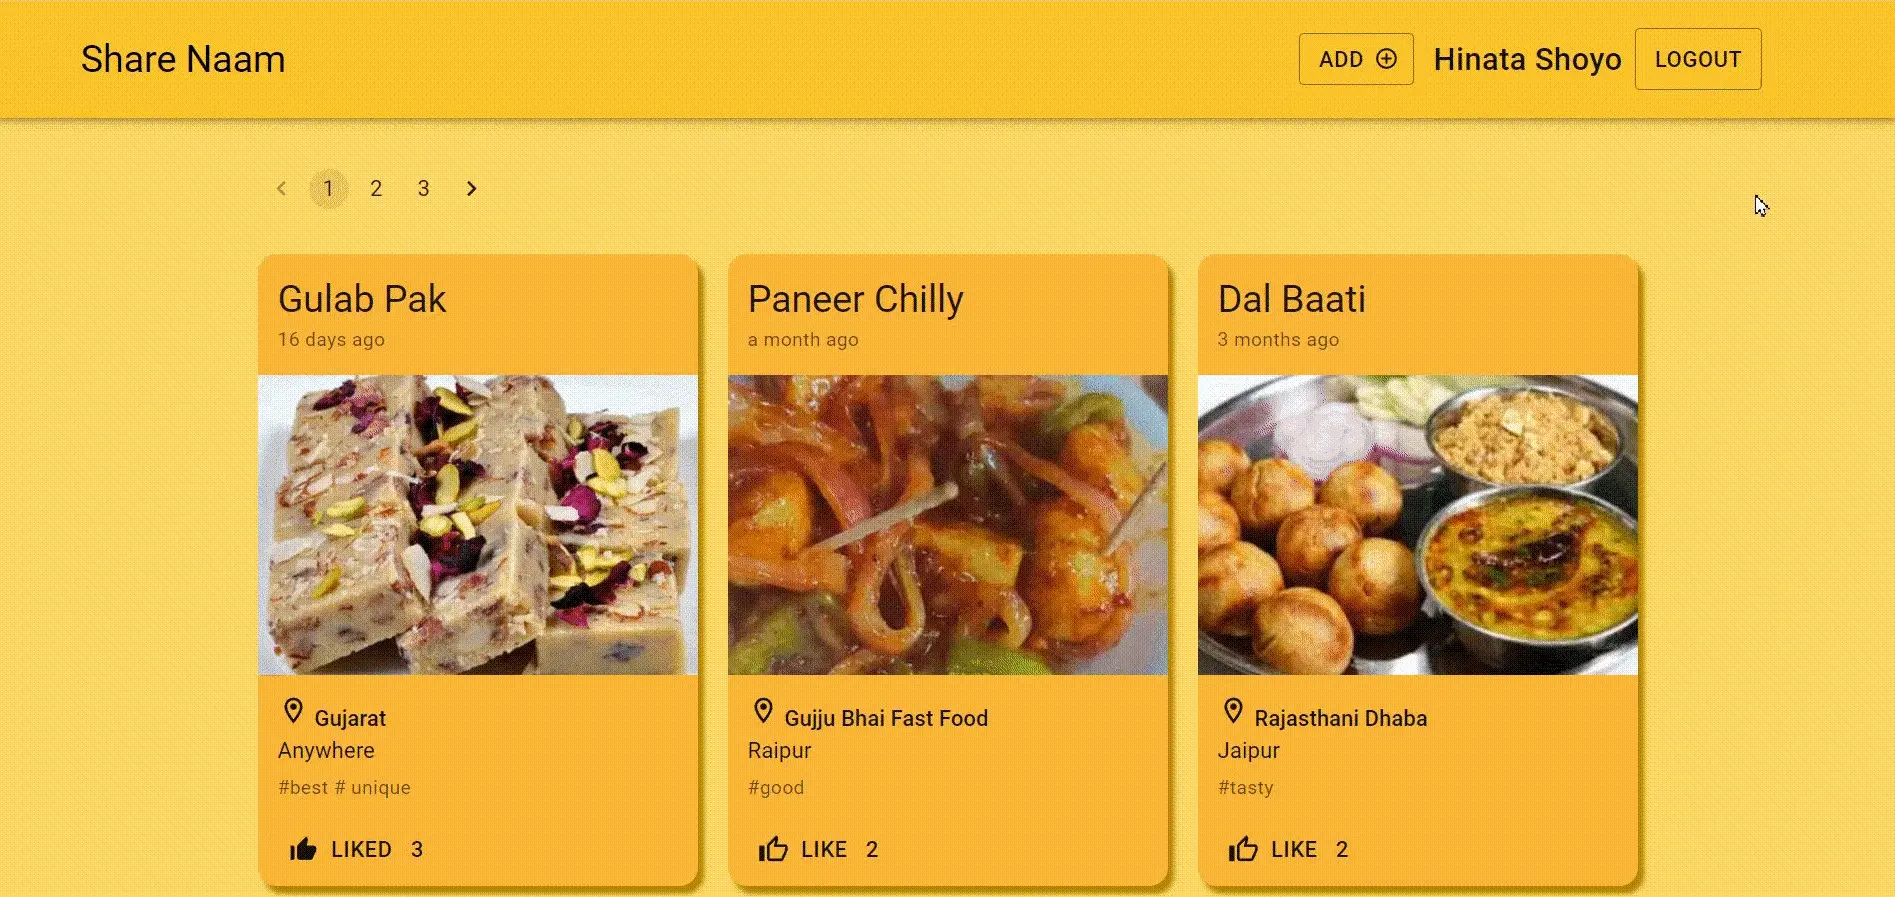 Share Naam
ADD
Hinata Shoyo
LOGOUT
1 2 3
Gulab Pak
16 days ago
Gujarat
Anywhere
#best # unique
LIKED 3
Paneer Chilly
a month ago
Gujju Bhai Fast Food
Raipur
#good
LIKE 2
Dal Baati
3 months ago
Rajasthani Dhaba
Jaipur
#tasty
LIKE 2